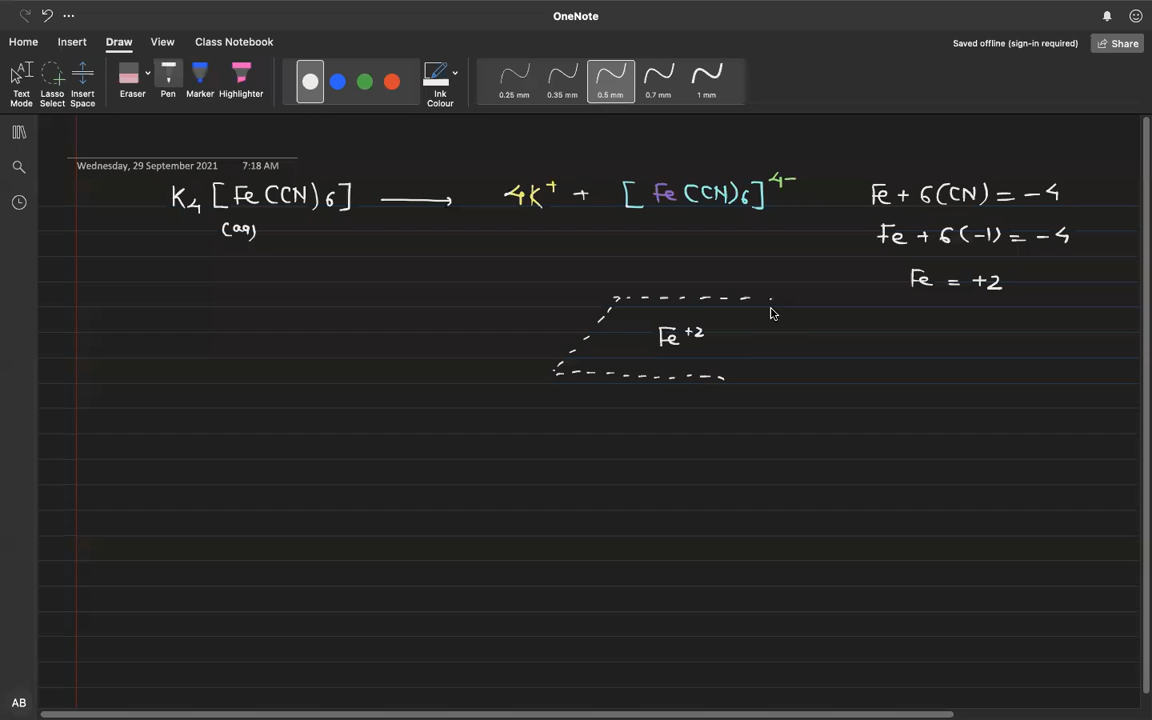 OneNote
Home Insert Draw View Class Notebook
Saved offline (sign-in required) Share
Text Mode Lasso Select Insert Space Eraser Pen Marker Highlighter Ink Colour 0.25 mm 0.35 mm 0.5 mm 0.7 mm 1 mm
Wednesday, 29 September 2021 7:18 AM
K₄[Fe(CN)₆] ⟶ 4K⁺ + [Fe(CN)₆]⁴⁻ Fe + 6(CN) = -4
(aq)
Fe + 6(-1) = -4
Fe = +2
Fe⁺²
AB